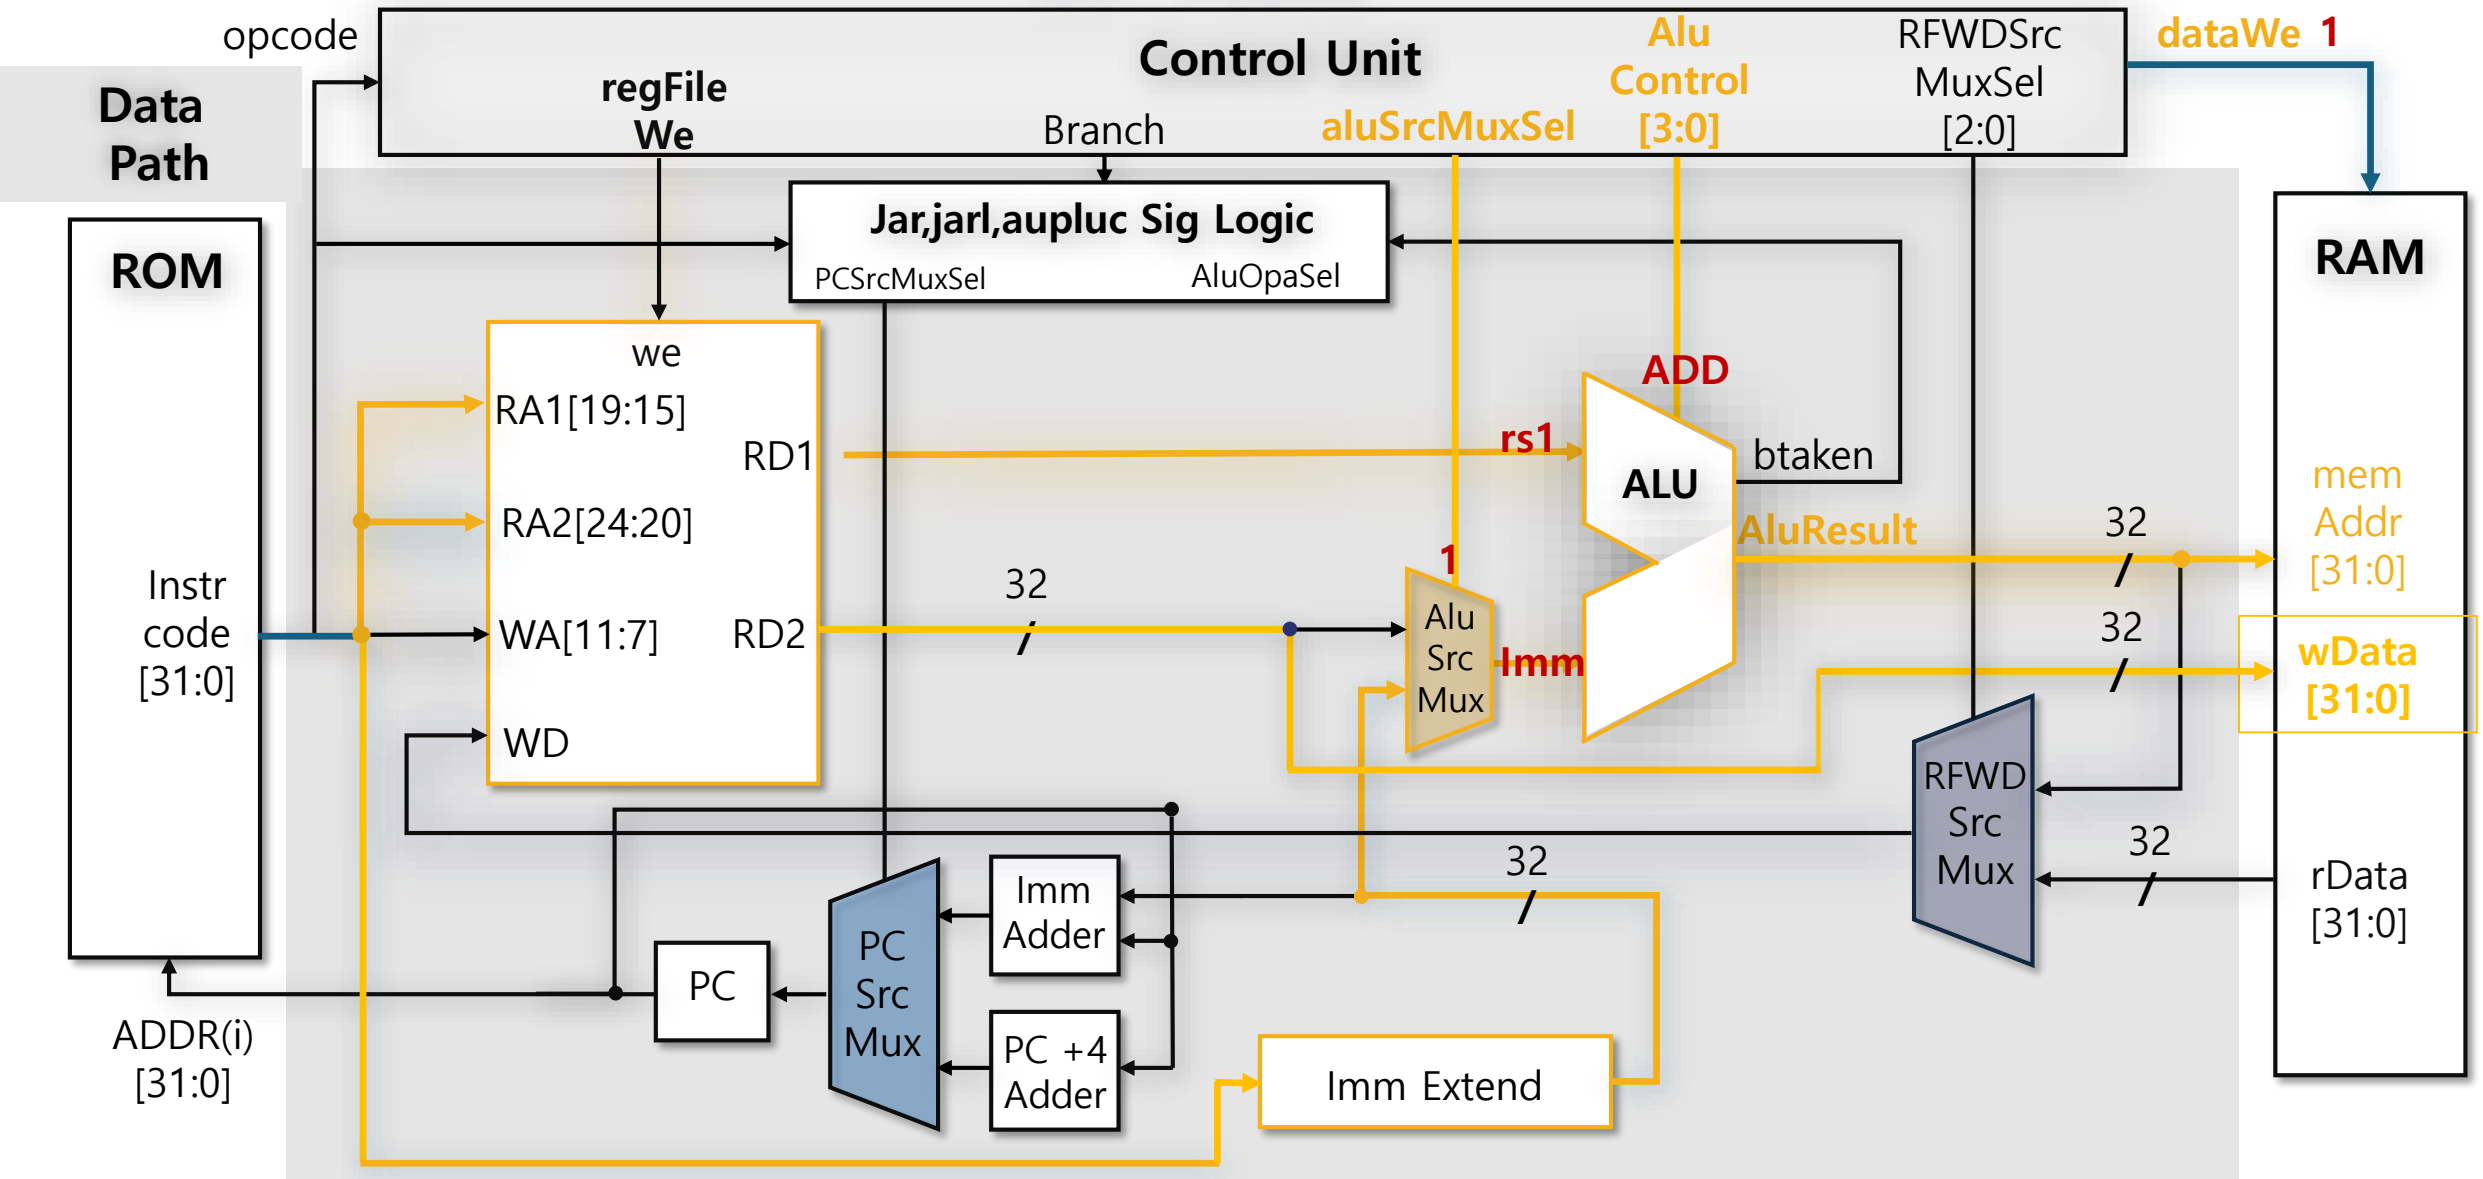 opcode
Control Unit
regFile
We
Branch
aluSrcMuxSel
Alu
Control
[3:0]
RFWDSrc
MuxSel
[2:0]
dataWe 1
Data
Path
Jar,jarl,aupluc Sig Logic
PCSrcMuxSel
AluOpaSel
ROM
Instr
code
[31:0]
ADDR(i)
[31:0]
we
RA1[19:15]
RA2[24:20]
WA[11:7]
WD
RD1
RD2
32
rs1
ADD
ALU
btaken
AluResult
1
Alu
Src
Mux
Imm
32
32
RAM
mem
Addr
[31:0]
wData
[31:0]
rData
[31:0]
RFWD
Src
Mux
32
32
Imm
Adder
PC
Src
Mux
PC
PC +4
Adder
Imm Extend